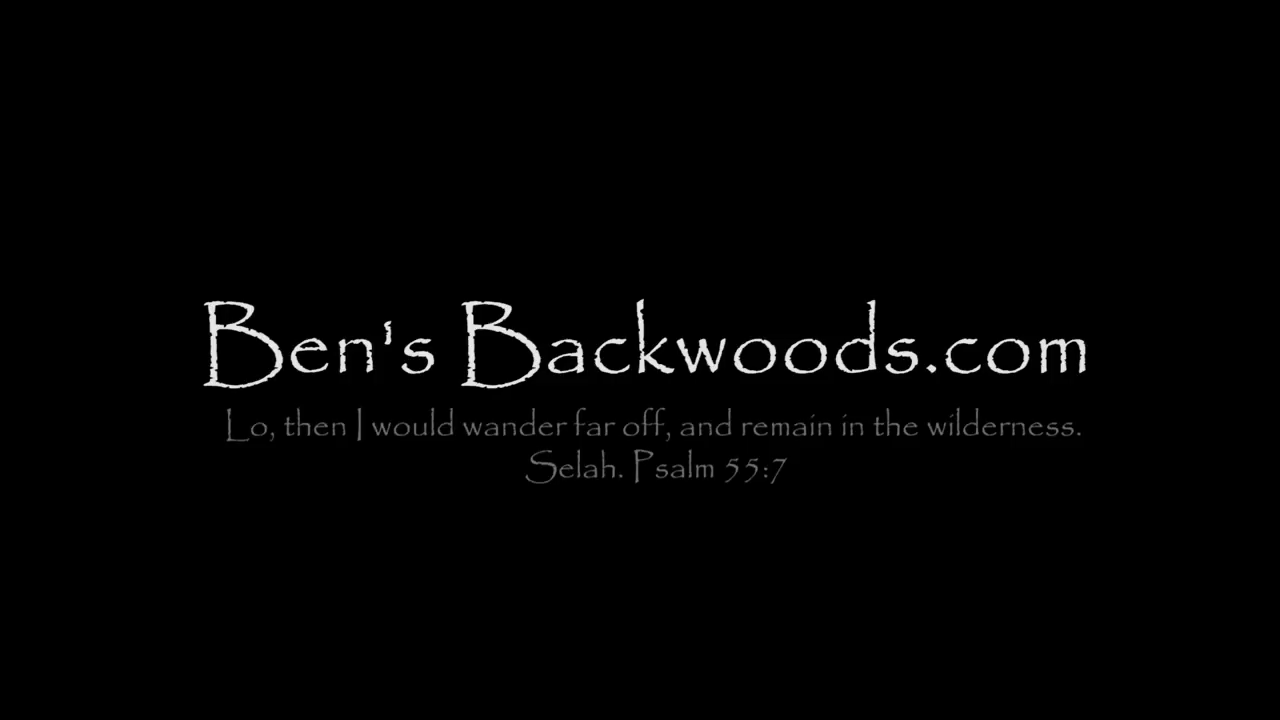 Ben's Backwoods.com
Lo, then I would wander far off, and remain in the wilderness.
Selah. Psalm 55:7